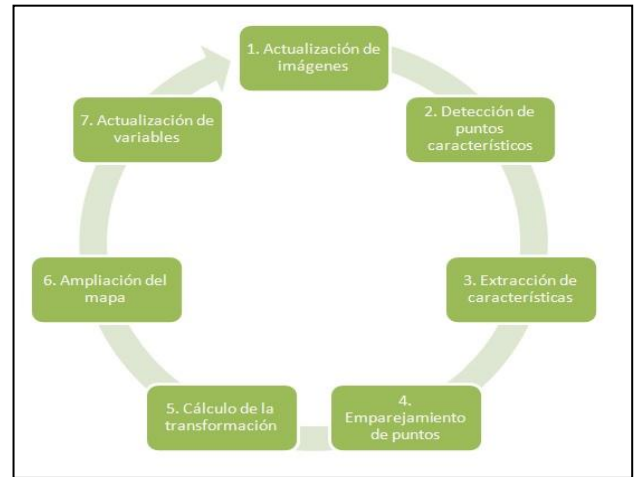 1. Actualización de
imágenes
2. Detección de
puntos
característicos
3. Extracción de
características
4.
Emparejamiento
de puntos
5. Cálculo de la
transformación
6. Ampliación del
mapa
7. Actualización de
variables